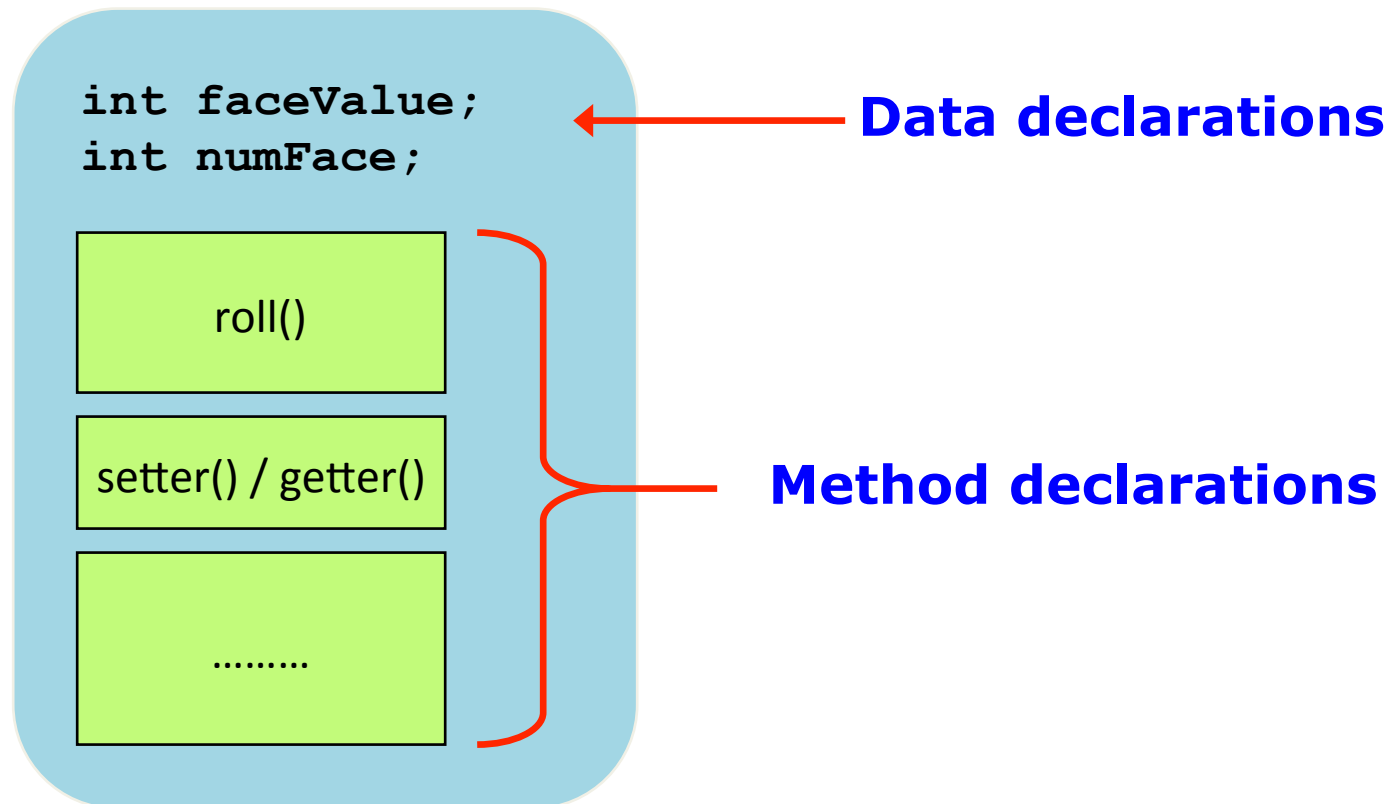 int faceValue;
Data declarations
int numFace;
roll()
setter() / getter()
Method declarations
.........